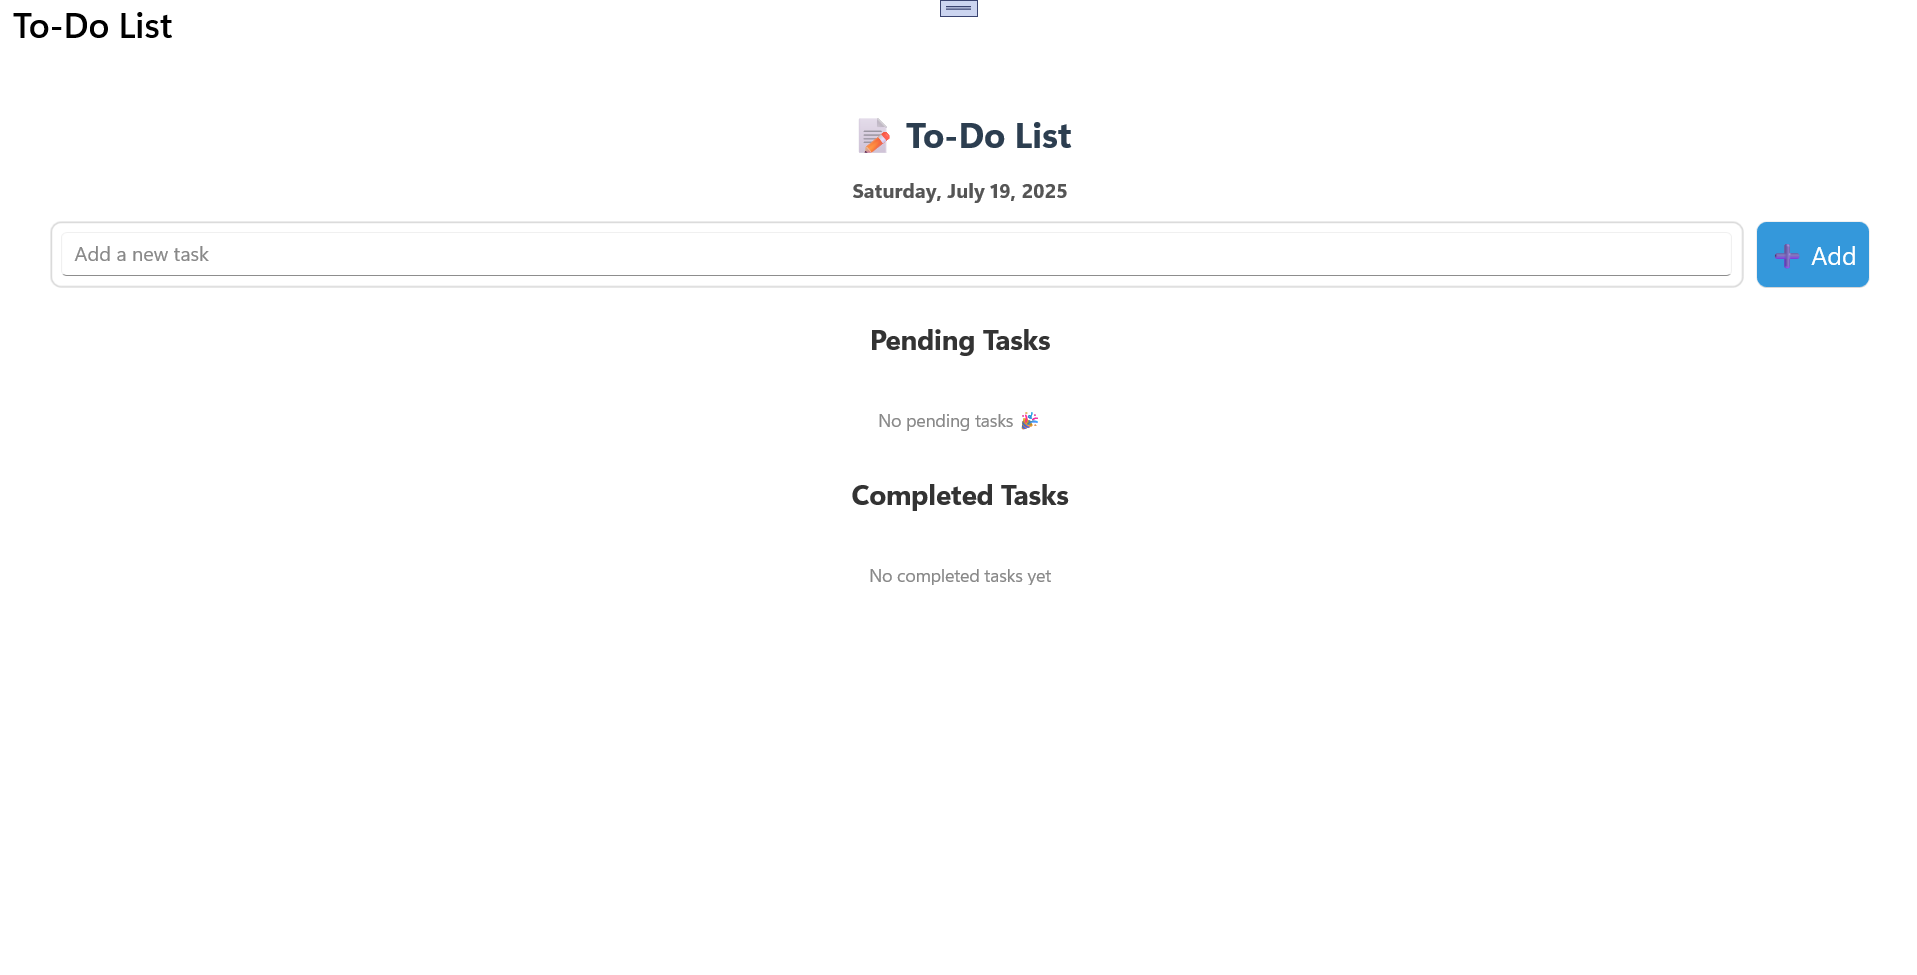 To-Do List
📝 To-Do List
Saturday, July 19, 2025
Add a new task
➕ Add
Pending Tasks
No pending tasks 🎉
Completed Tasks
No completed tasks yet